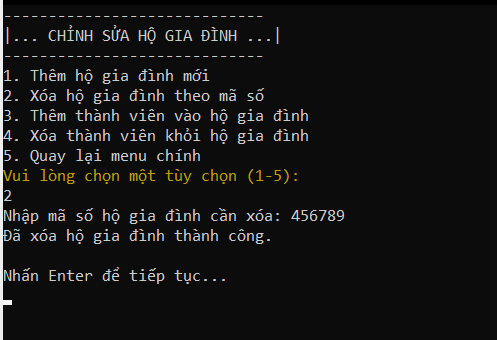 ---------------------------
|... CHỈNH SỬA HỘ GIA ĐÌNH ...|
---------------------------
1. Thêm hộ gia đình mới
2. Xóa hộ gia đình theo mã số
3. Thêm thành viên vào hộ gia đình
4. Xóa thành viên khỏi hộ gia đình
5. Quay lại menu chính
Vui lòng chọn một tùy chọn (1-5):
2
Nhập mã số hộ gia đình cần xóa: 456789
Đã xóa hộ gia đình thành công.
Nhấn Enter để tiếp tục...